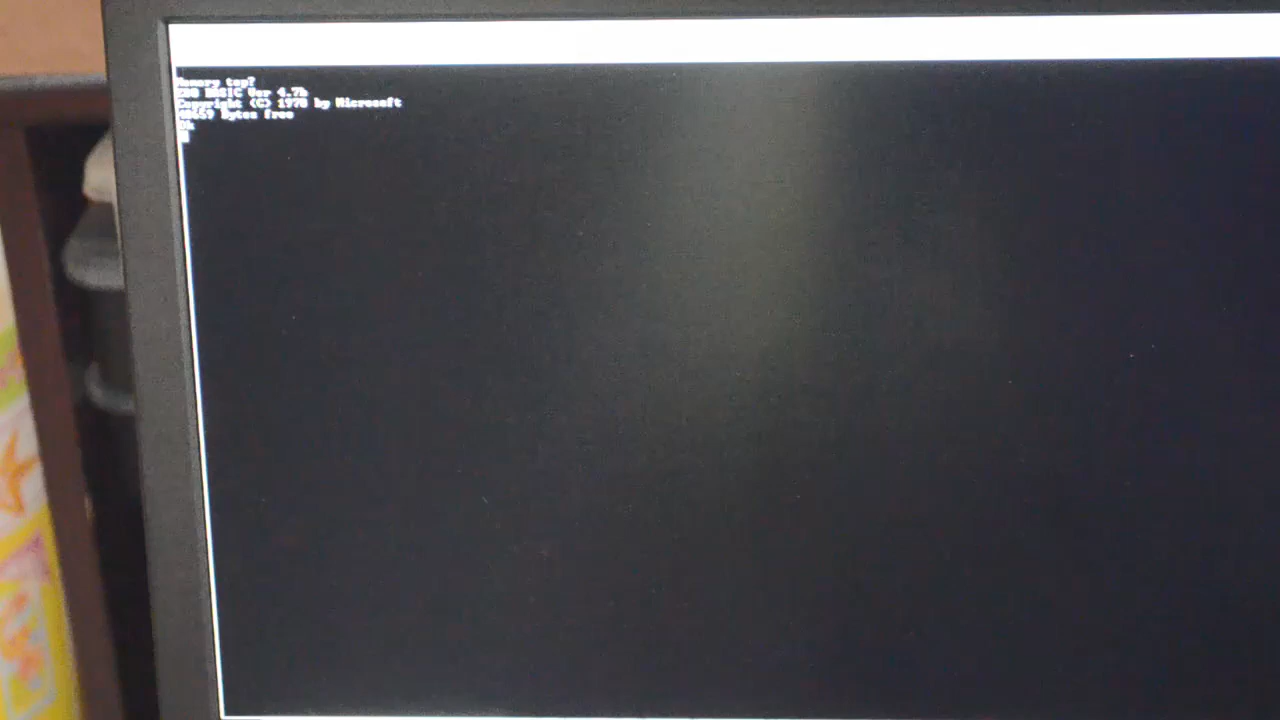 Memory top?
Z80 BASIC Ver 4.7b
Copyright (C) 1978 by Microsoft
Bytes free
Ok